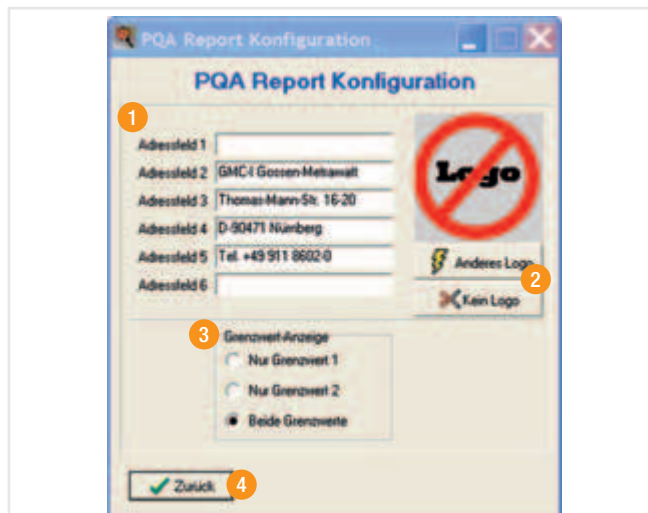 PQA Report Konfiguration
PQA Report Konfiguration
1
Adressfeld 1
Adressfeld 2 GMC-I Gossen-Metrawatt
Adressfeld 3 Thomas-Mann-Str. 16-20
Adressfeld 4 D-90471 Nürnberg
Adressfeld 5 Tel. +49 911 8602-0
Adressfeld 6
Logo
Anderes Logo
2
Kein Logo
3 Grenzwert-Anzeige
Nur Grenzwert 1
Nur Grenzwert 2
Beide Grenzwerte
Zurück 4